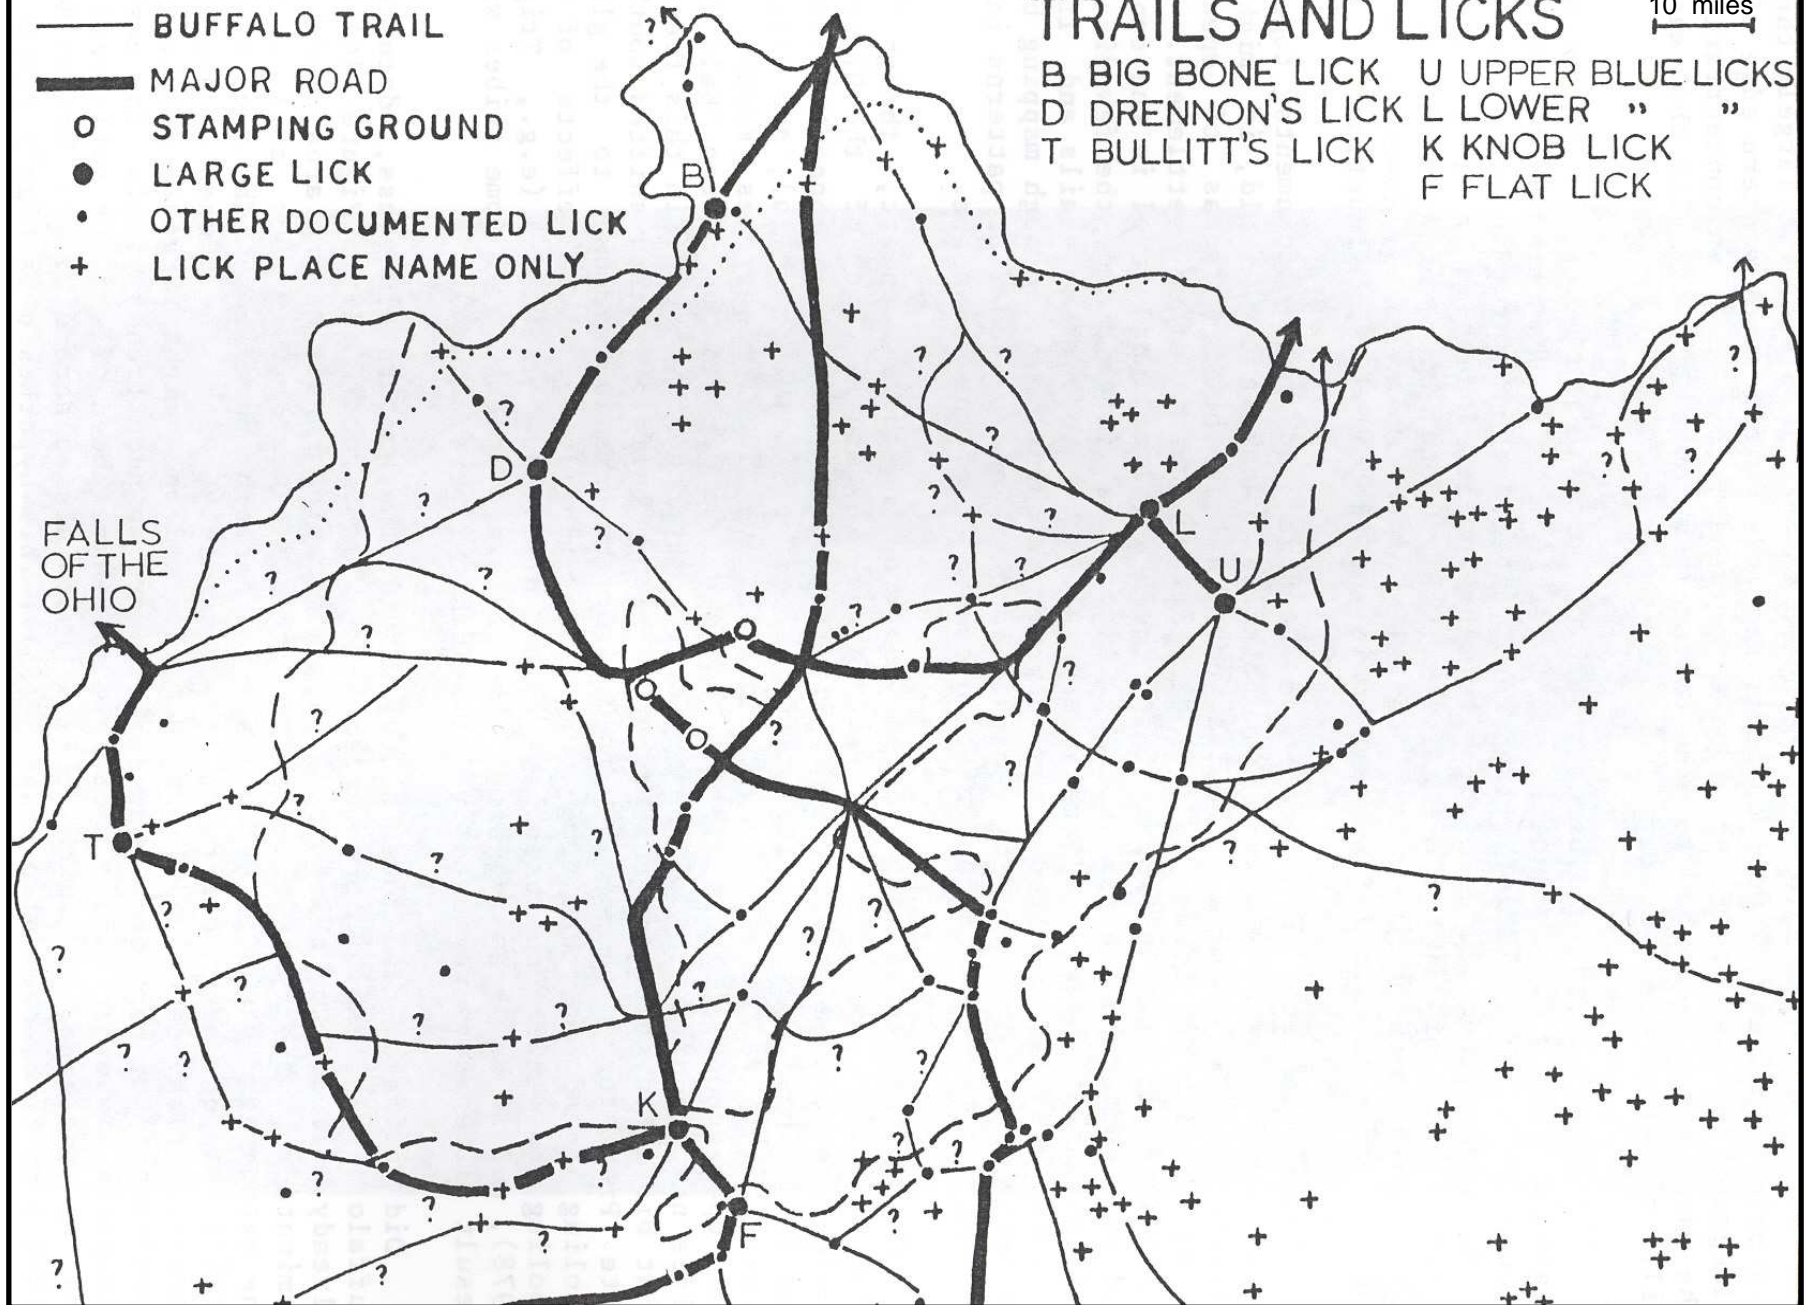 BUFFALO TRAIL
MAJOR ROAD
STAMPING GROUND
LARGE LICK
OTHER DOCUMENTED LICK
LICK PLACE NAME ONLY
TRAILS AND LICKS
10 miles
B BIG BONE LICK U UPPER BLUE LICKS
D DRENNON'S LICK L LOWER " "
T BULLITT'S LICK K KNOB LICK
F FLAT LICK
B
D
L
FALLS
OF THE
OHIO
U
T
K
F